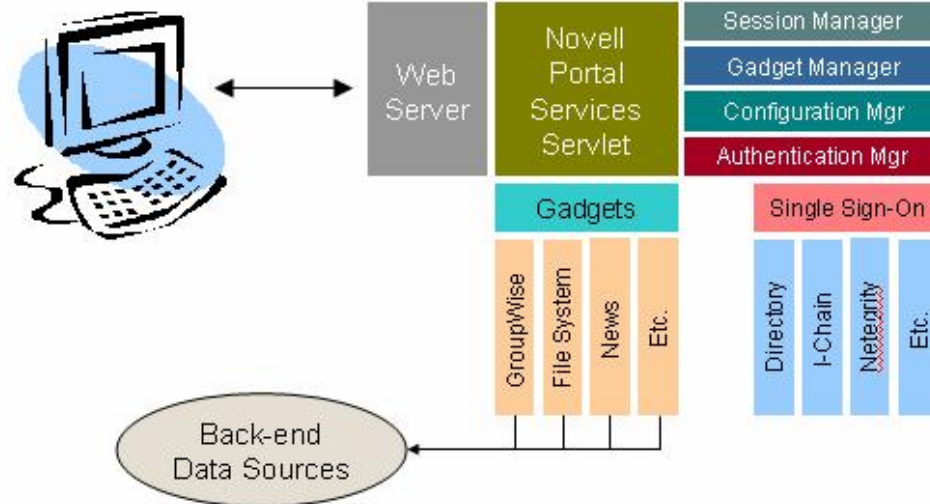 Web
Server
Novell
Portal
Services
Servlet
Session Manager
Gadget Manager
Configuration Mgr
Authentication Mgr
Gadgets
Single Sign-On
GroupWise
File System
News
Etc.
Directory
I-Chain
Netegrity
Etc.
Back-end
Data Sources